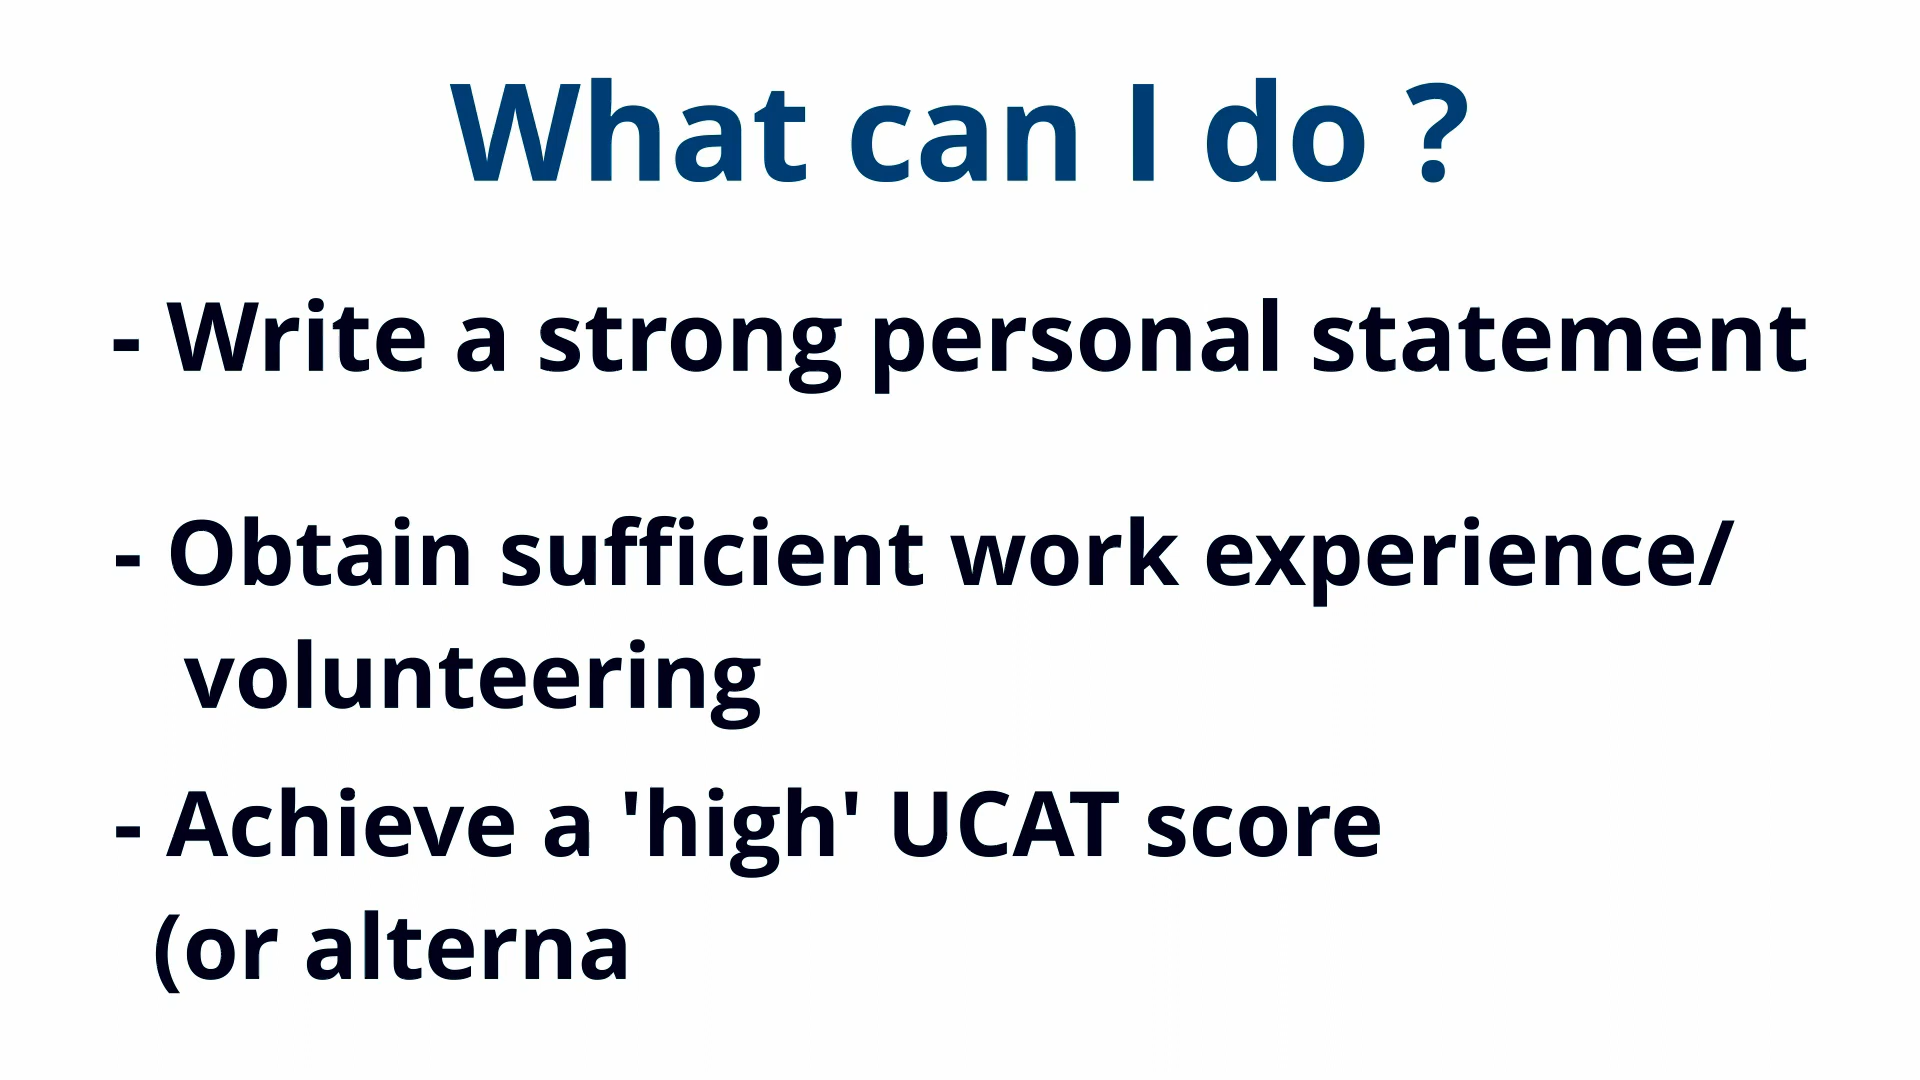 What can I do ?
- Write a strong personal statement
- Obtain sufficient work experience/
volunteering
- Achieve a 'high' UCAT score
(or alterna